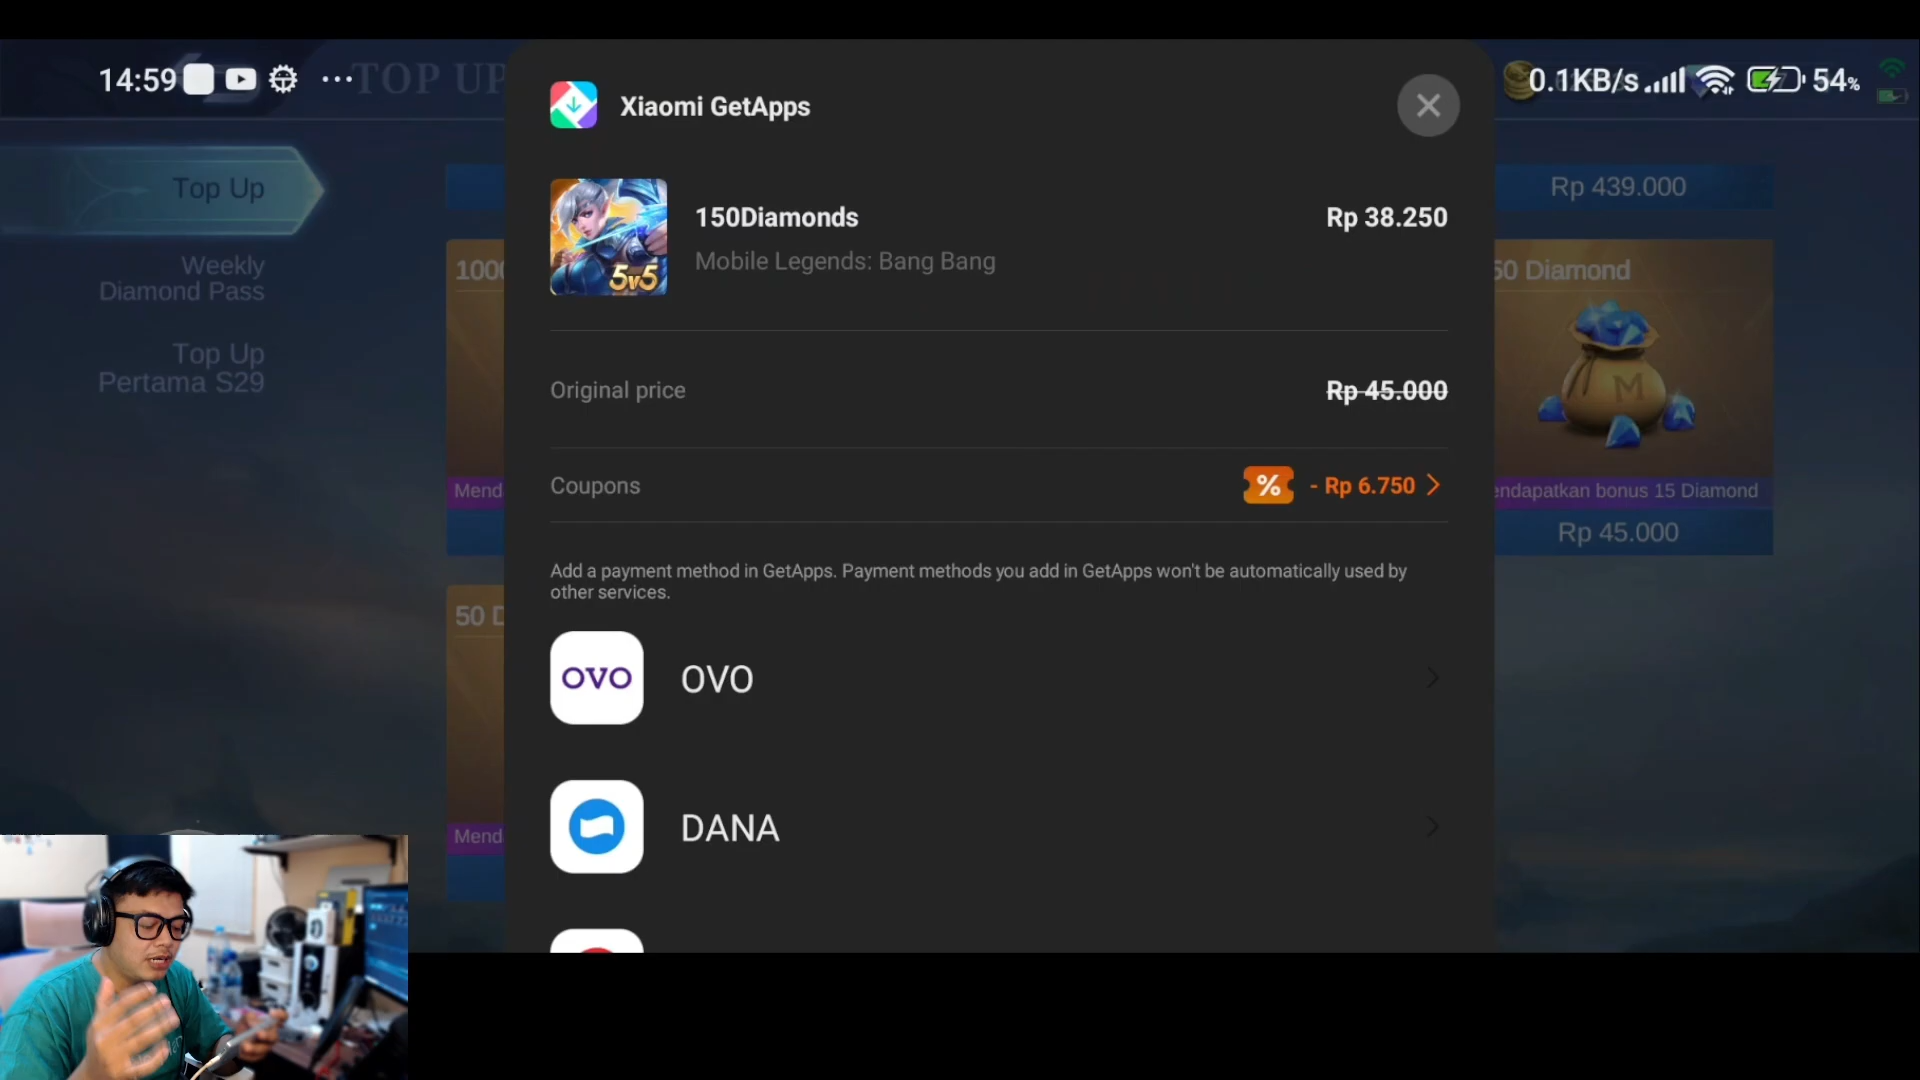 14:59
TOP UP
0.1KB/s
54%
Top Up
Weekly
Diamond Pass
Top Up
Pertama S29
Xiaomi GetApps
5v5
150Diamonds
Rp 38.250
Mobile Legends: Bang Bang
Original price
Rp 45.000
Coupons
%
- Rp 6.750
Add a payment method in GetApps. Payment methods you add in GetApps won't be automatically used by
other services.
OVO
OVO
DANA
100
Mend
50 D
Mend
Rp 439.000
50 Diamond
M
endapatkan bonus 15 Diamond
Rp 45.000